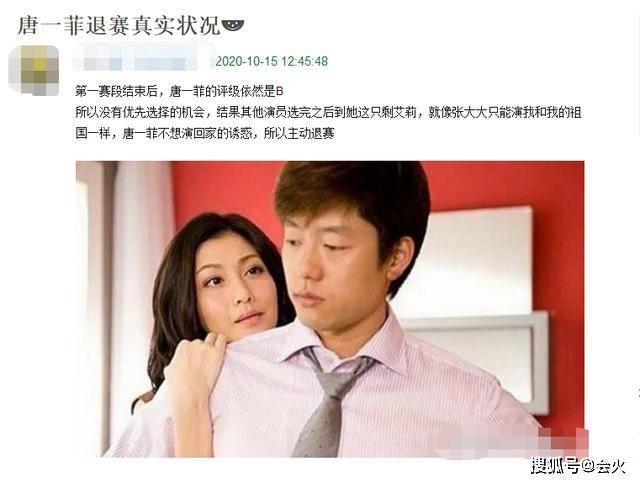 唐一菲退赛真实状况
2020-10-15 12:45:48
第一赛段结束后，唐一菲的评级依然是B
所以没有优先选择的机会，结果其他演员选完之后到她这只剩艾莉，就像张大大只能演我和我的祖
国一样，唐一菲不想演回家的诱惑，所以主动退赛
搜狐号@会火